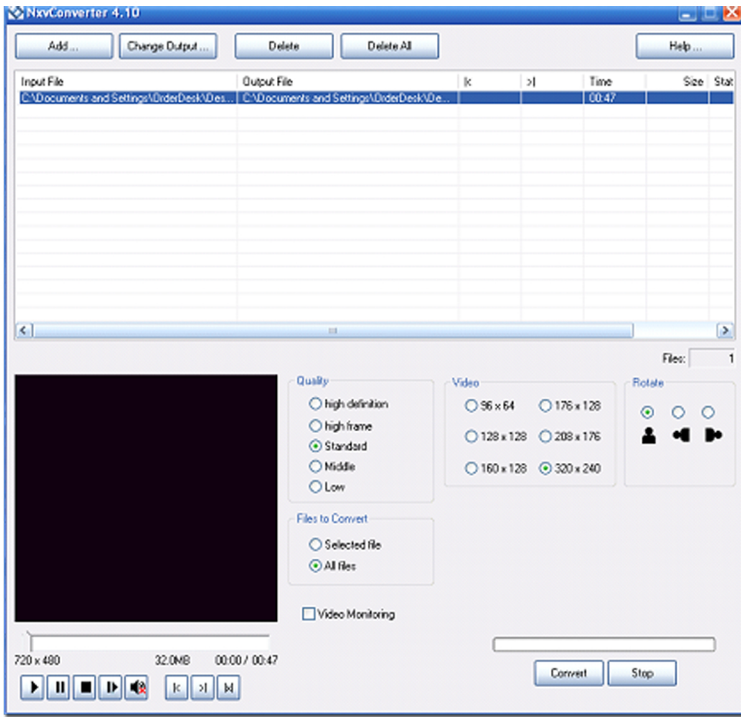 NxvConverter 4.10
Add ... Change Output ... Delete Delete All Help ...
Input File Output File |< >| Time Size Stat
C:\Documents and Settings\OrderDesk\Des... C:\Documents and Settings\OrderDesk\De... 00:47
Files: 1
Quality Video Rotate
high definition 96 x 64 176 x 128
high frame
Standard 128 x 128 208 x 176
Middle 160 x 128 320 x 240
Low
Files to Convert
Selected file
All files
Video Monitoring
720 x 480 32.0MB 00:00 / 00:47
|< >|
Convert Stop